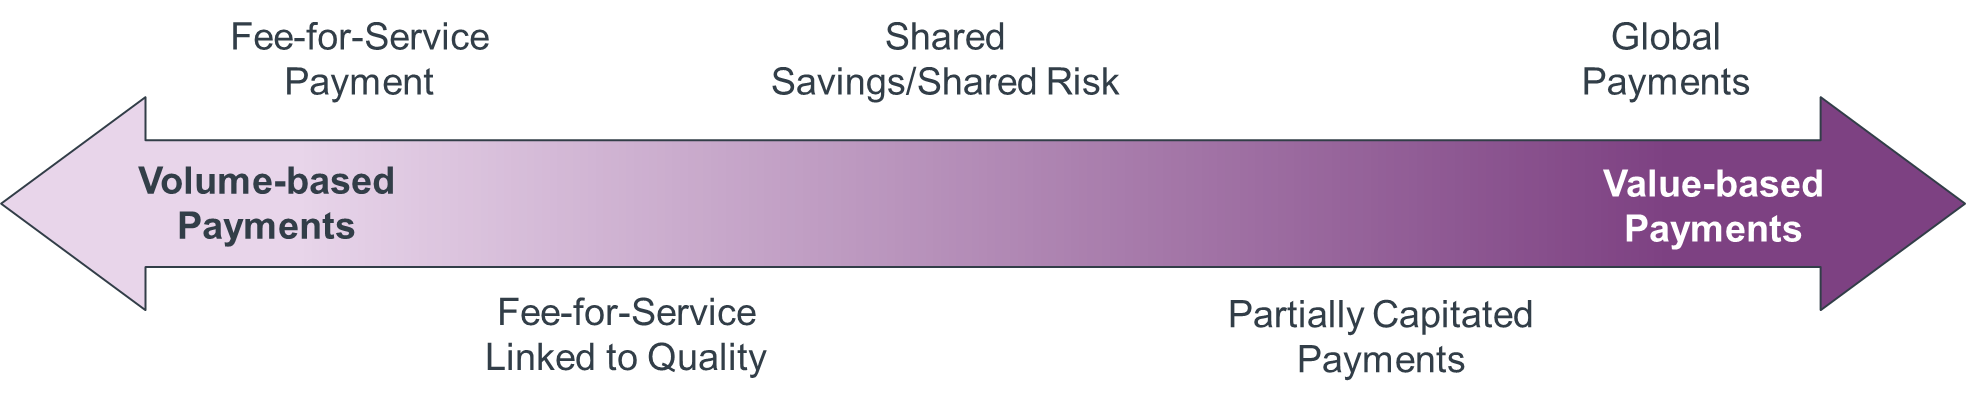 Fee-for-Service
Payment
Shared
Savings/Shared Risk
Global
Payments
Volume-based
Payments
Value-based
Payments
Fee-for-Service
Linked to Quality
Partially Capitated
Payments